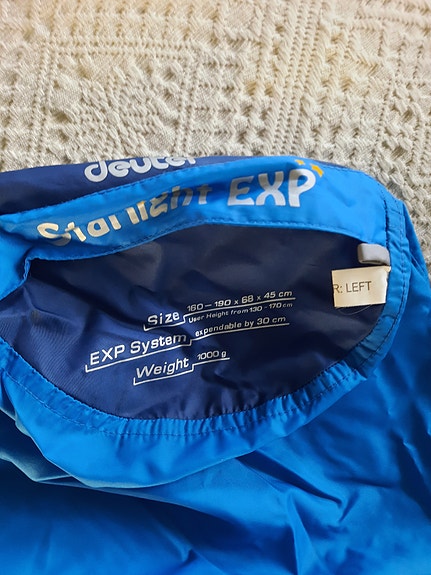 deuter
Starlight EXP
R: LEFT
Size 160 – 190 x 68 x 45 cm
User Height from 130 - 170 cm
EXP System expendable by 30 cm
Weight 1000 g